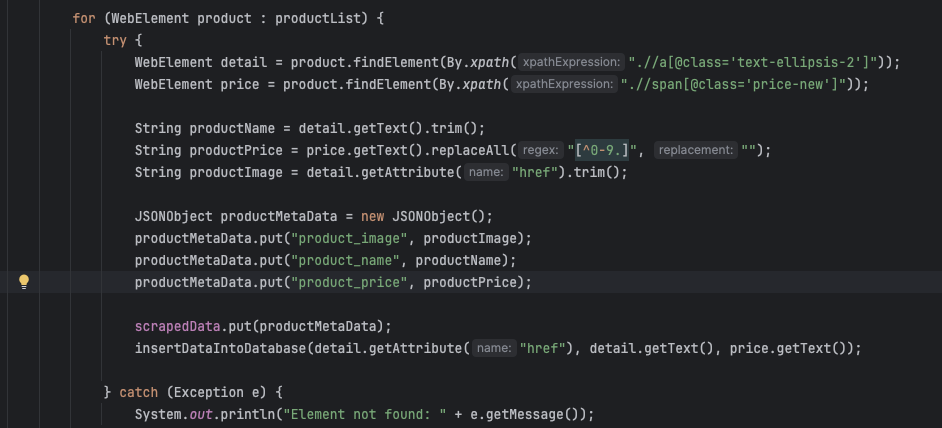 for (WebElement product : productList) {
try {
WebElement detail = product.findElement(By.xpath( xpathExpression: ".//a[@class='text-ellipsis-2']"));
WebElement price = product.findElement(By.xpath( xpathExpression: ".//span[@class='price-new']"));
String productName = detail.getText().trim();
String productPrice = price.getText().replaceAll( regex: "[^0-9.]", replacement: "");
String productImage = detail.getAttribute( name: "href").trim();
JSONObject productMetaData = new JSONObject();
productMetaData.put("product_image", productImage);
productMetaData.put("product_name", productName);
productMetaData.put("product_price", productPrice);
scrapedData.put(productMetaData);
insertDataIntoDatabase(detail.getAttribute( name: "href"), detail.getText(), price.getText());
} catch (Exception e) {
System.out.println("Element not found: " + e.getMessage());